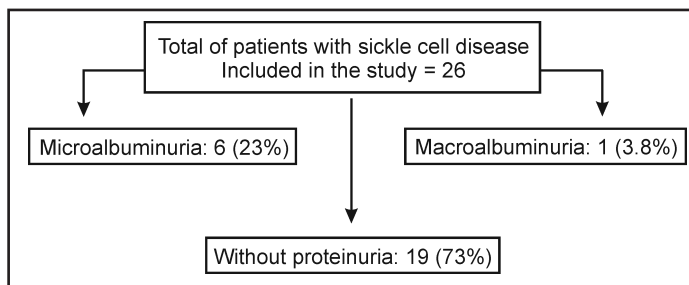 Total of patients with sickle cell disease
Included in the study = 26
Microalbuminuria: 6 (23%)
Macroalbuminuria: 1 (3.8%)
Without proteinuria: 19 (73%)